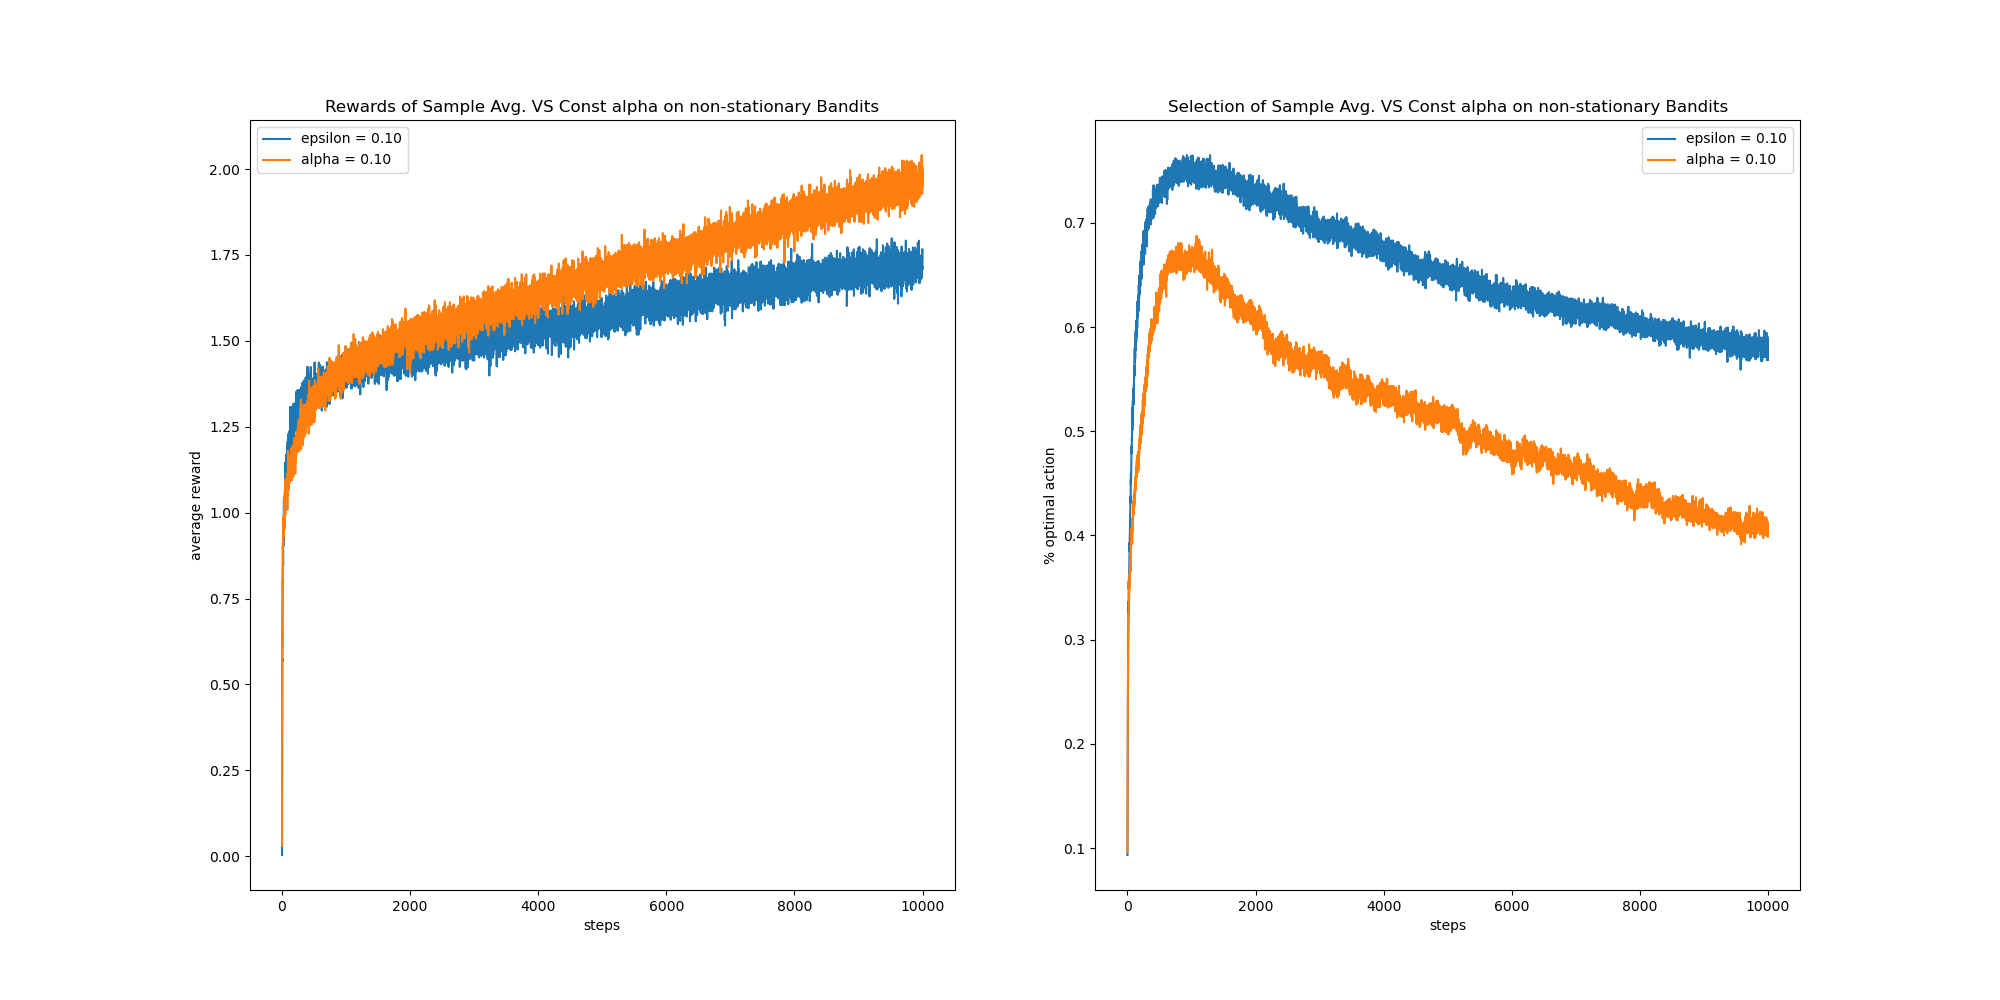 Rewards of Sample Avg. VS Const alpha on non-stationary Bandits
epsilon = 0.10
alpha = 0.10
2.00
1.75
1.50
1.25
1.00
0.75
0.50
0.25
0.00
average reward
0 2000 4000 6000 8000 10000
steps
Selection of Sample Avg. VS Const alpha on non-stationary Bandits
epsilon = 0.10
alpha = 0.10
0.7
0.6
0.5
0.4
0.3
0.2
0.1
% optimal action
0 2000 4000 6000 8000 10000
steps